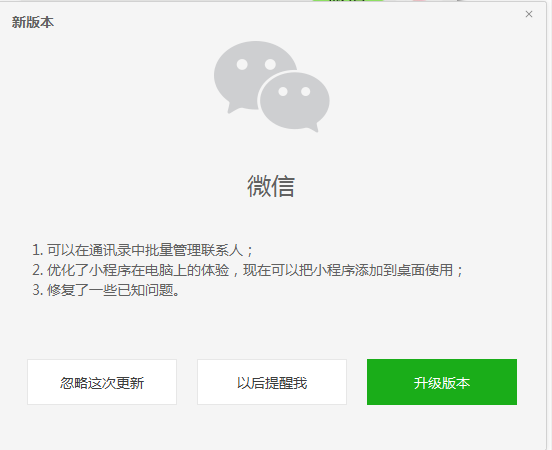 新版本
微信
1. 可以在通讯录中批量管理联系人；
2. 优化了小程序在电脑上的体验，现在可以把小程序添加到桌面使用；
3. 修复了一些已知问题。
忽略这次更新
以后提醒我
升级版本